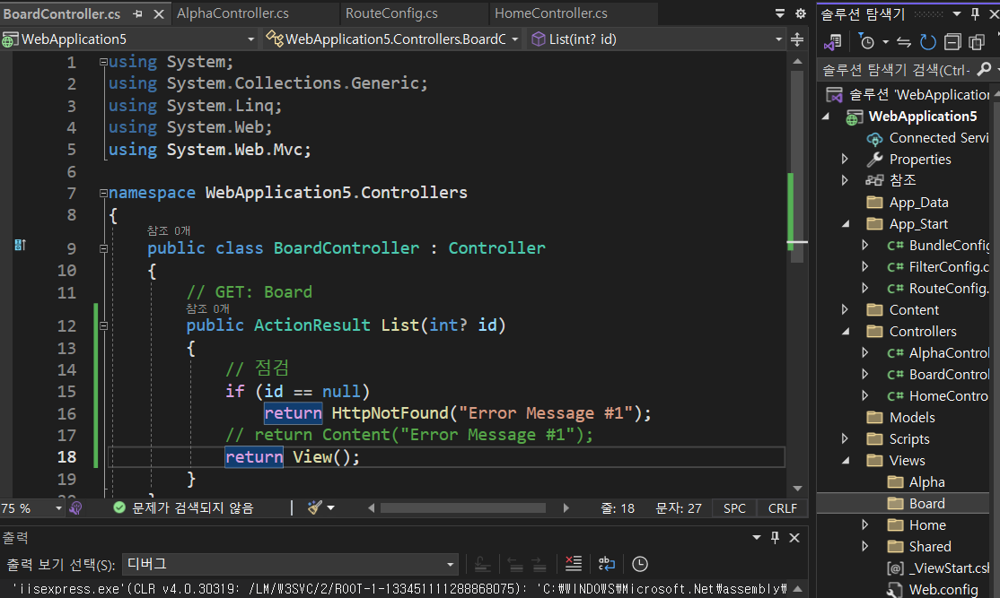 BoardController.cs AlphaController.cs RouteConfig.cs HomeController.cs
WebApplication5 WebApplication5.Controllers.BoardC List(int? id)
1 using System;
2 using System.Collections.Generic;
3 using System.Linq;
4 using System.Web;
5 using System.Web.Mvc;
6
7 namespace WebApplication5.Controllers
8 {
참조 0개
9 public class BoardController : Controller
10 {
11 // GET: Board
참조 0개
12 public ActionResult List(int? id)
13 {
14 // 점검
15 if (id == null)
16 return HttpNotFound("Error Message #1");
17 // return Content("Error Message #1");
18 return View();
19 }
75 % 문제가 검색되지 않음 줄: 18 문자: 27 SPC CRLF
출력
출력 보기 선택(S): 디버그
'iisexpress.exe'(CLR v4.0.30319: /LM/W3SVC/2/ROOT-1-133451111288868075): 'C:₩WINDOWS₩Microsoft.Net₩assembly₩
솔루션 탐색기
솔루션 탐색기 검색(Ctrl-
솔루션 'WebApplication
WebApplication5
Connected Servi
Properties
참조
App_Data
App_Start
C# BundleConfig
C# FilterConfig.c
C# RouteConfig.
Content
Controllers
C# AlphaControl
C# BoardControl
C# HomeContro
Models
Scripts
Views
Alpha
Board
Home
Shared
_ViewStart.csh
Web.config